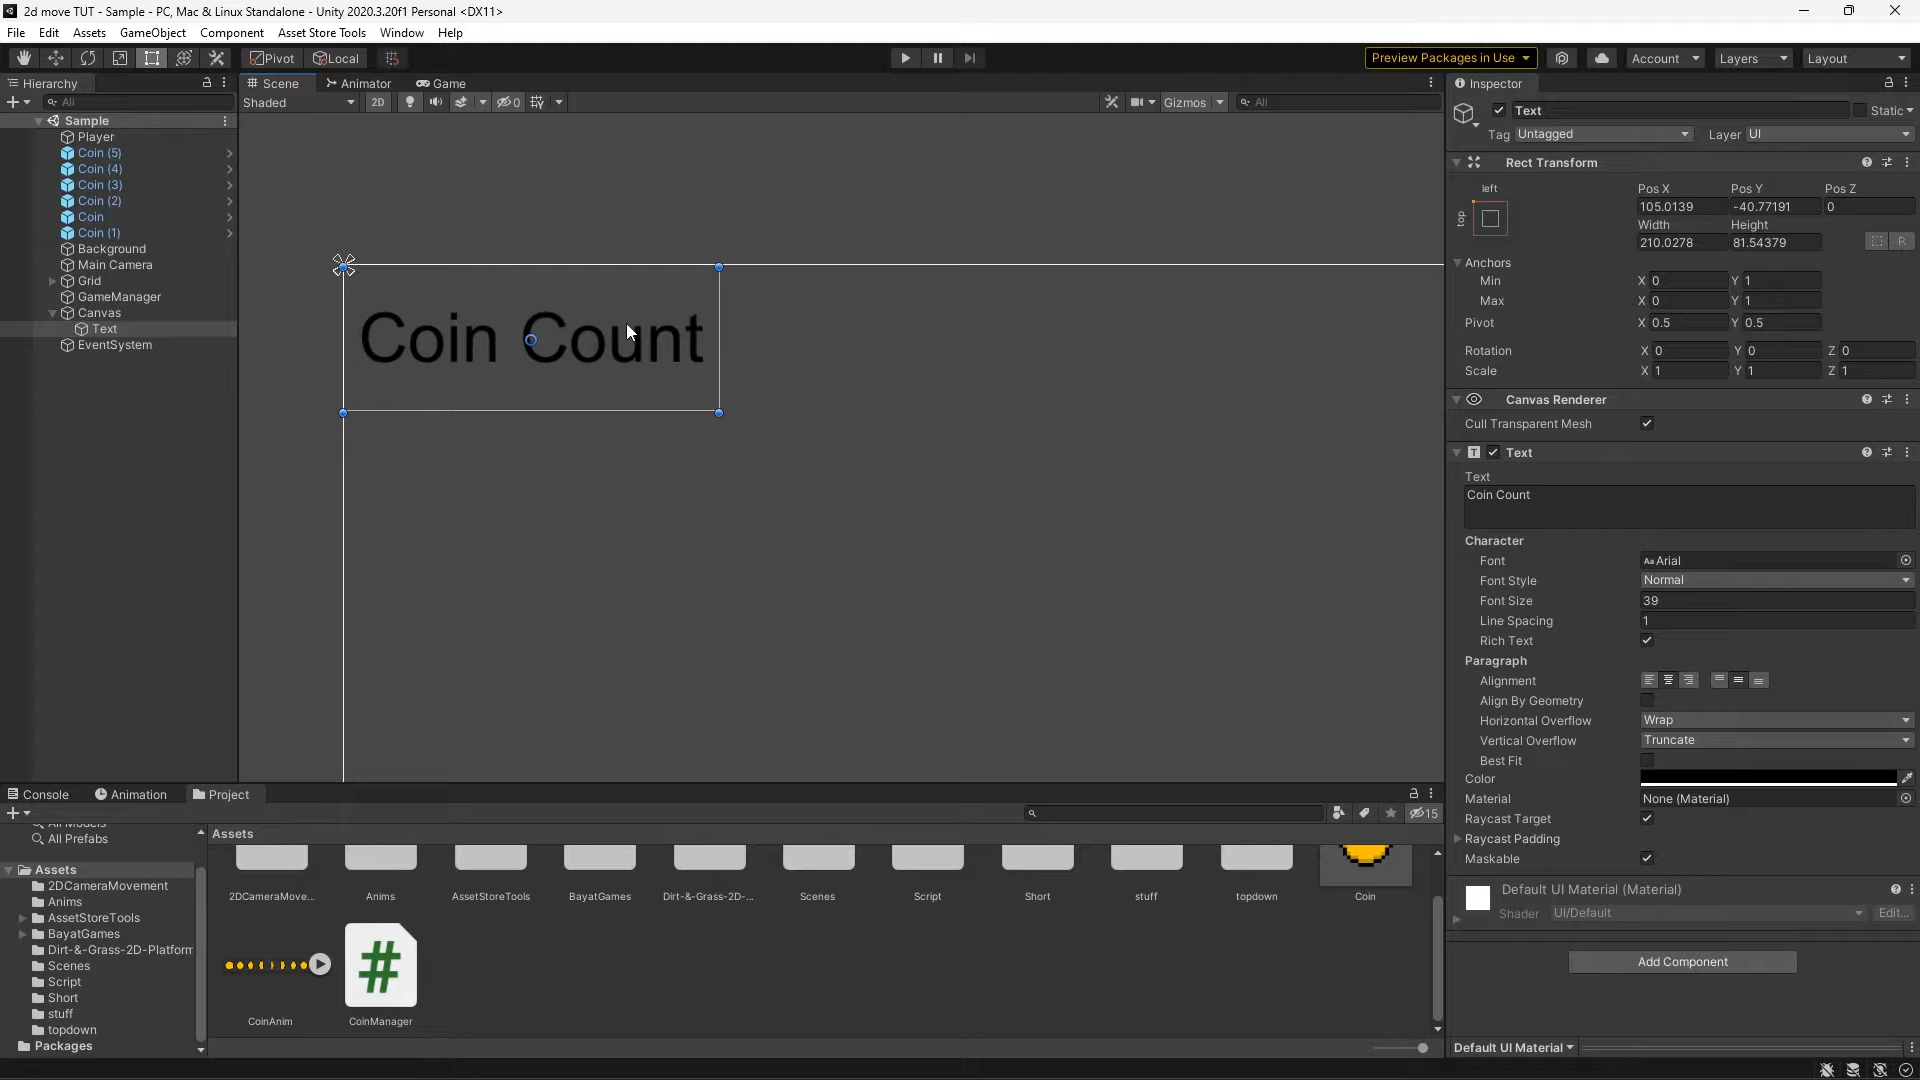 2d move TUT - Sample - PC, Mac & Linux Standalone - Unity 2020.3.20f1 Personal <DX11>
File Edit Assets GameObject Component Asset Store Tools Window Help
Pivot Local Preview Packages in Use Account Layers Layout
Hierarchy
All
Sample
Player
Coin (5)
Coin (4)
Coin (3)
Coin (2)
Coin
Coin (1)
Background
Main Camera
Grid
GameManager
Canvas
Text
EventSystem
Scene Animator Game
Shaded 2D 0 Gizmos All
Coin Count
Inspector
Text Static
Tag Untagged Layer UI
Rect Transform
left
top
Pos X Pos Y Pos Z
105.0139 -40.77191 0
Width Height
210.0278 81.54379 R
Anchors
Min X 0 Y 1
Max X 0 Y 1
Pivot X 0.5 Y 0.5
Rotation X 0 Y 0 Z 0
Scale X 1 Y 1 Z 1
Canvas Renderer
Cull Transparent Mesh
T Text
Text
Coin Count
Character
Font Aa Arial
Font Style Normal
Font Size 39
Line Spacing 1
Rich Text
Paragraph
Alignment
Align By Geometry
Horizontal Overflow Wrap
Vertical Overflow Truncate
Best Fit
Color
Material None (Material)
Raycast Target
Raycast Padding
Maskable
Default UI Material (Material)
Shader UI/Default Edit...
Add Component
Default UI Material
Console Animation Project
15
All Prefabs
Assets
2DCameraMovement
Anims
AssetStoreTools
BayatGames
Dirt-&-Grass-2D-Platform
Scenes
Script
Short
stuff
topdown
Packages
Assets
2DCameraMove... Anims AssetStoreTools BayatGames Dirt-&-Grass-2D-... Scenes Script Short stuff topdown Coin
#
CoinAnim CoinManager